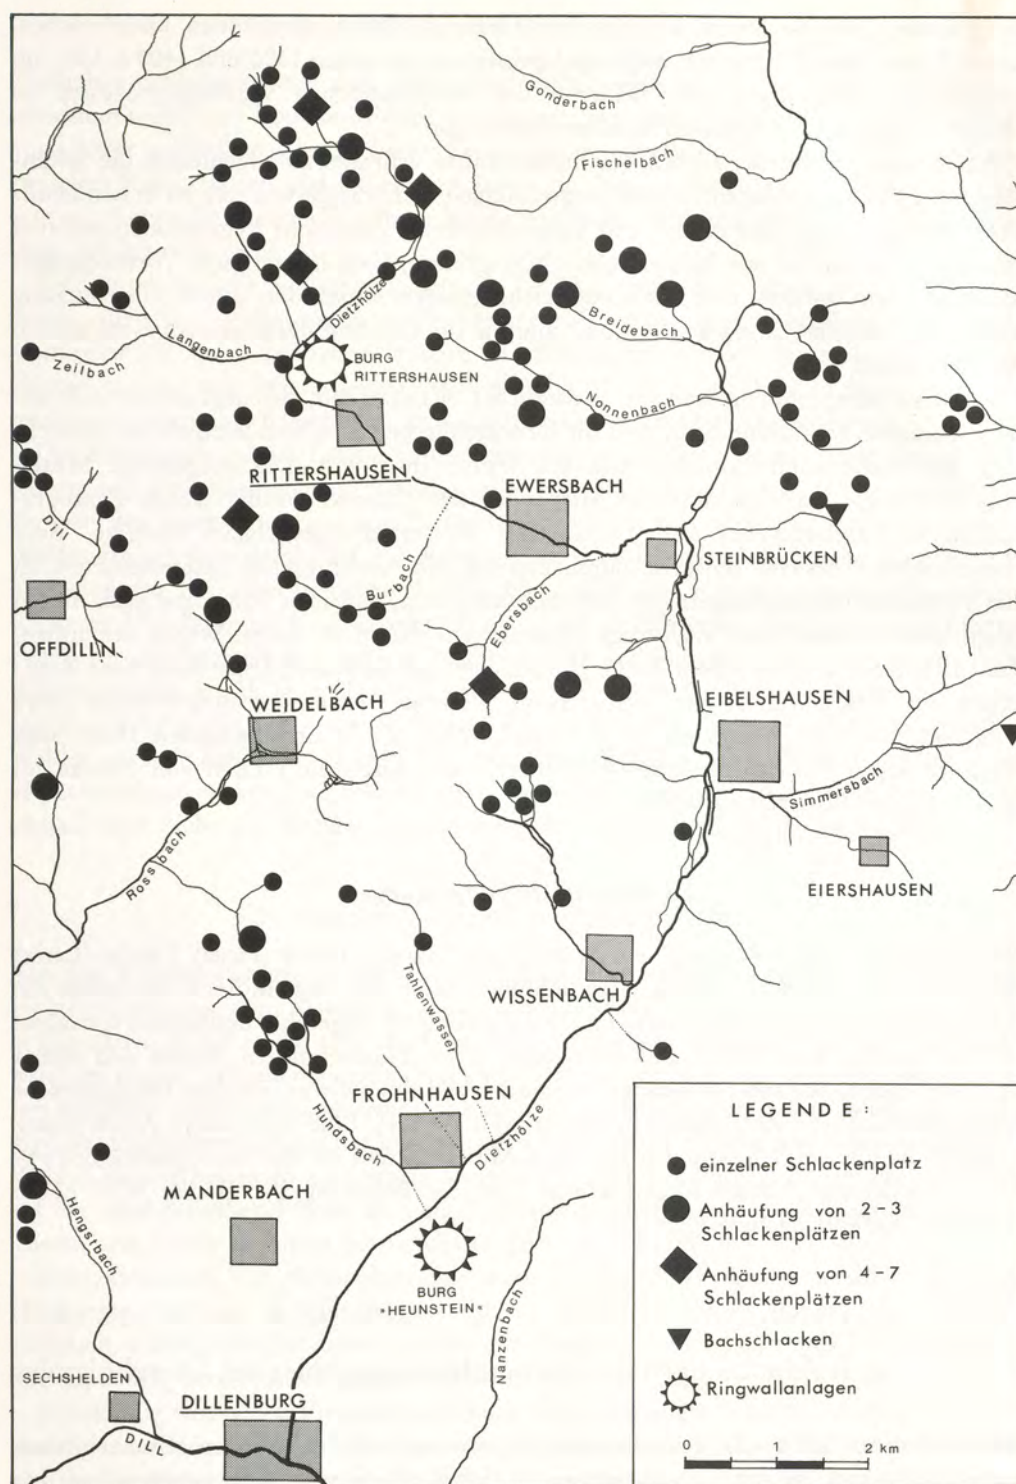 Gonderbach
Fischelbach
Dietzhölze
Breidebach
Langenbach
Zeilbach
BURG
RITTERSHAUSEN
Nonnenbach
RITTERSHAUSEN
EWERSBACH
Dill
STEINBRÜCKEN
Burbach
Ebersbach
OFFDILLN
WEIDELBACH
EIBELSHAUSEN
Simmersbach
Rossbach
EIERSHAUSEN
Tahlenwasser
WISSENBACH
FROHNHAUSEN
Hundsbach
Dietzhölze
MANDERBACH
Hengstbach
BURG
"HEUNSTEIN"
Nanzenbach
SECHSHELDEN
DILLENBURG
DILL
LEGENDE:
einzelner Schlackenplatz
Anhäufung von 2-3
Schlackenplätzen
Anhäufung von 4-7
Schlackenplätzen
Bachschlacken
Ringwallanlagen
0 1 2 km